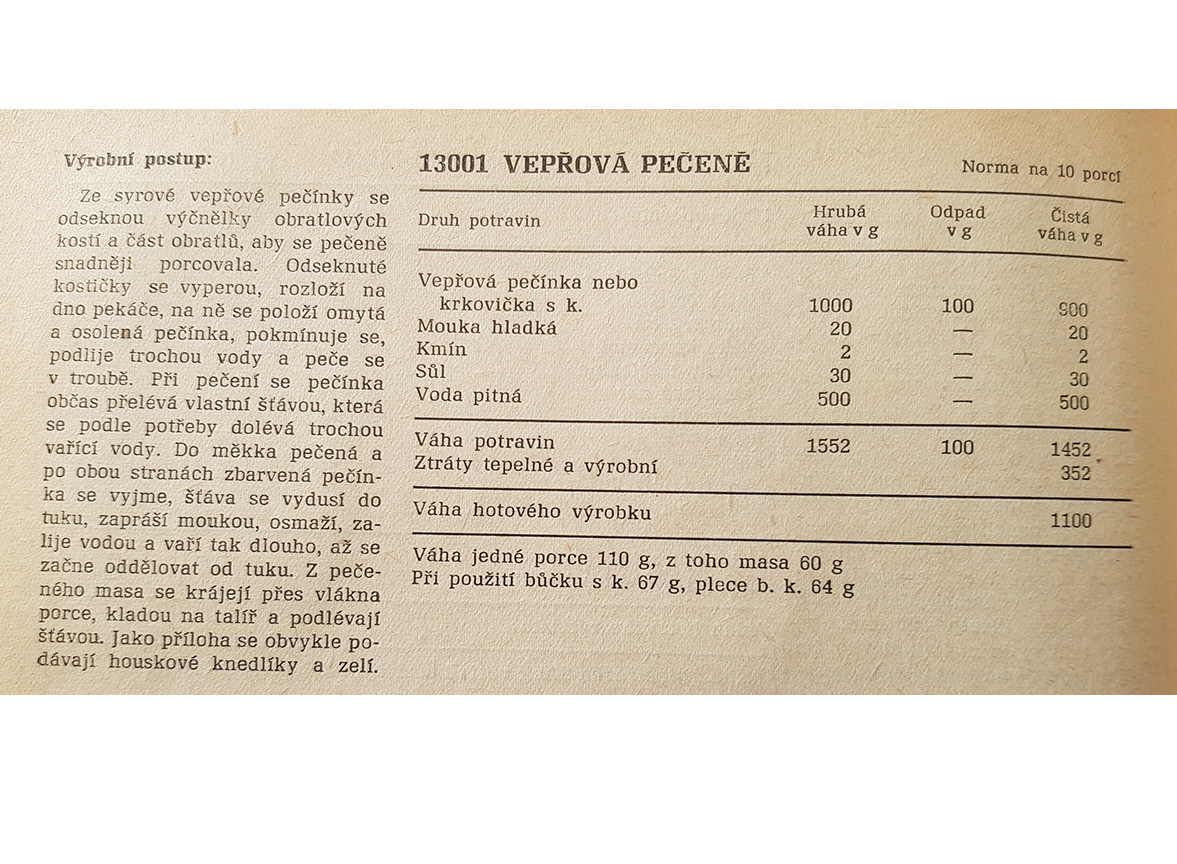 Výrobní postup:
Ze syrové vepřové pečínky se
odseknou výčnělky obratlových
kostí a část obratlů, aby se pečeně
snadněji porcovala. Odseknuté
kostičky se vyperou, rozloží na
dno pekáče, na ně se položí omytá
a osolená pečínka, pokmínuje se,
podlije trochou vody a peče se
v troubě. Při pečení se pečínka
občas přelévá vlastní šťávou, která
se podle potřeby dolévá trochou
vařící vody. Do měkka pečená a
po obou stranách zbarvená pečín-
ka se vyjme, šťáva se vydusí do
tuku, zapráší moukou, osmaží, za-
lije vodou a vaří tak dlouho, až se
začne oddělovat od tuku. Z peče-
ného masa se krájejí přes vlákna
porce, kladou na talíř a podlévají
šťávou. Jako příloha se obvykle po-
dávají houskové knedlíky a zelí.
13001 VEPŘOVÁ PEČENĚ Norma na 10 porcí
Druh potravin Hrubá váha v g Odpad v g Čistá váha v g
Vepřová pečínka nebo
krkovička s k. 1000 100 900
Mouka hladká 20 — 20
Kmín 2 — 2
Sůl 30 — 30
Voda pitná 500 — 500
Váha potravin 1552 100 1452
Ztráty tepelné a výrobní 352
Váha hotového výrobku 1100
Váha jedné porce 110 g, z toho masa 60 g
Při použití bůčku s k. 67 g, plece b. k. 64 g